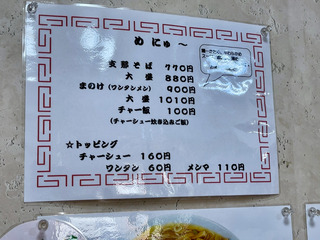 めにゅ〜
支那そば 770円
大盛 880円
まのけ(ワンタンメン) 900円
大盛 1010円
チャー飯 100円
(チャーシュー炊き込みご飯)
☆トッピング
チャーシュー 160円
ワンタン 60円 メンマ 110円